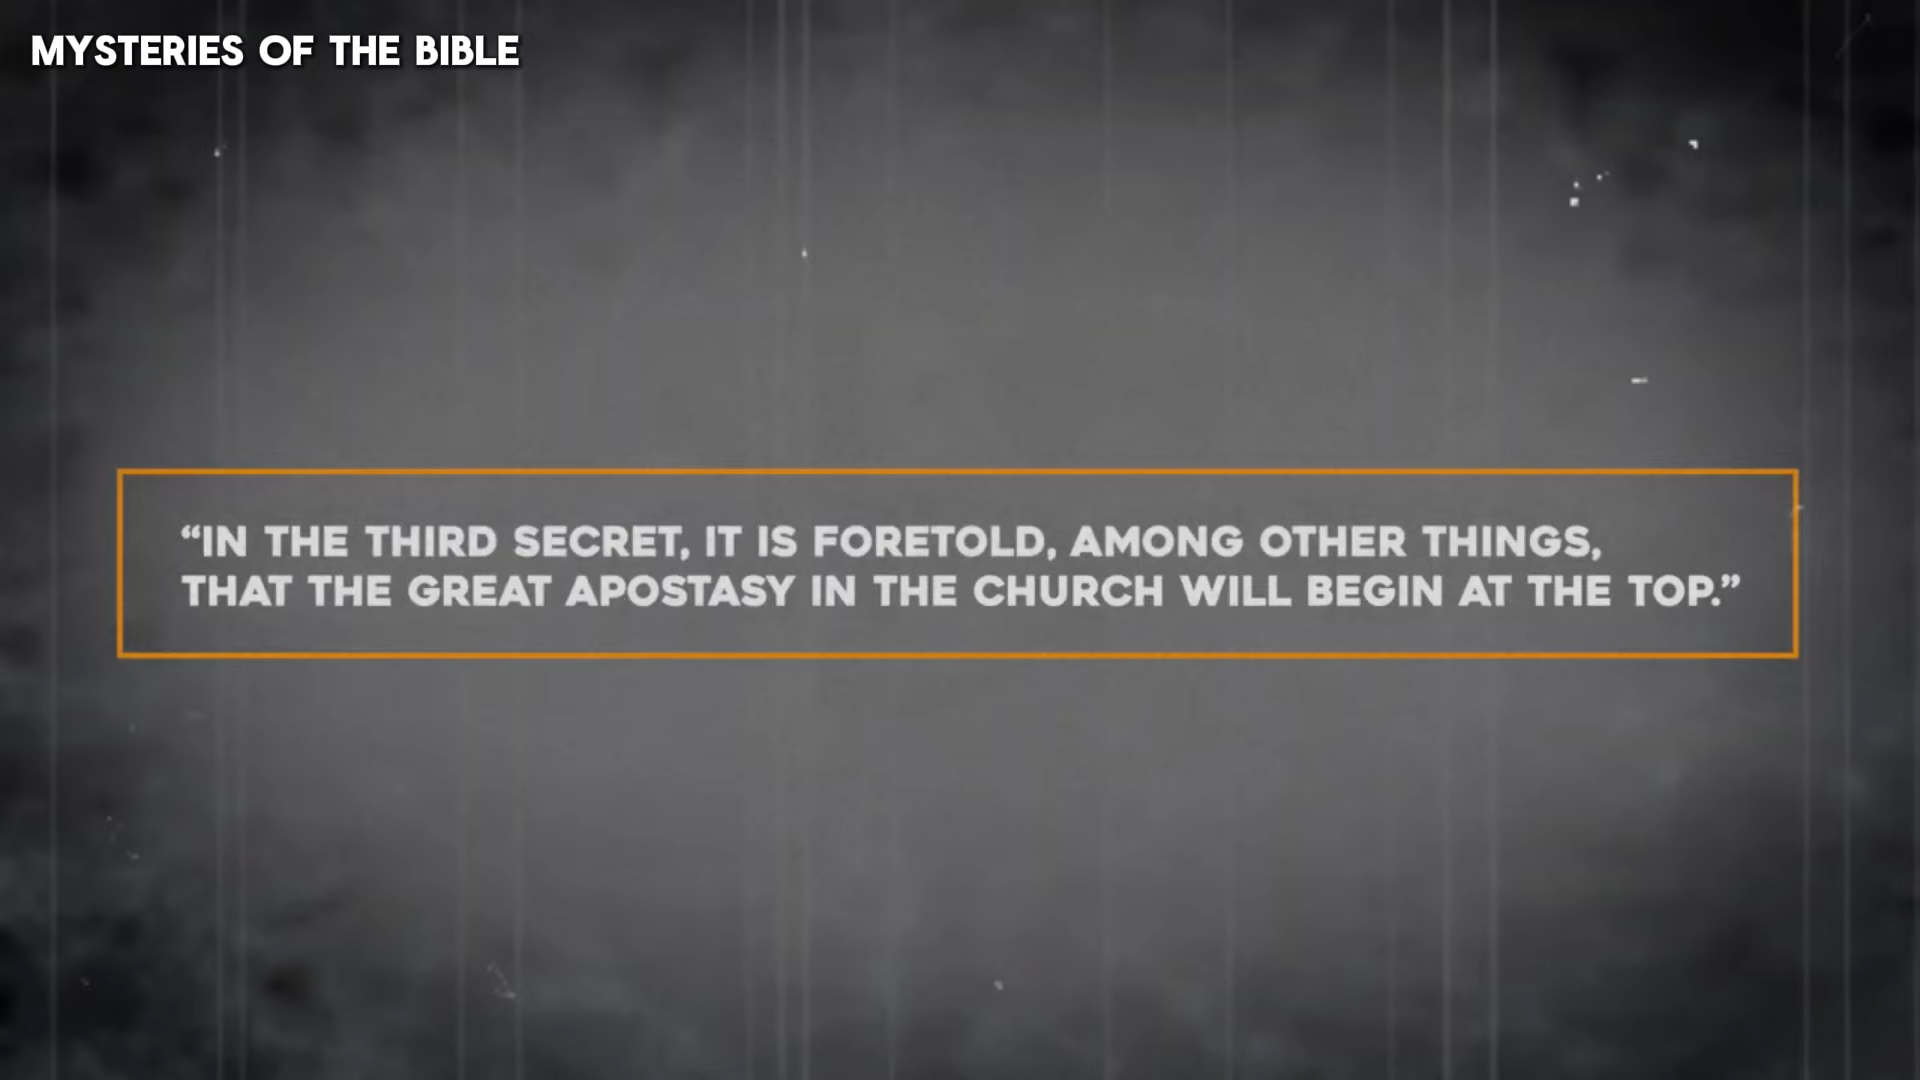 MYSTERIES OF THE BIBLE
“IN THE THIRD SECRET, IT IS FORETOLD, AMONG OTHER THINGS,
THAT THE GREAT APOSTASY IN THE CHURCH WILL BEGIN AT THE TOP.”